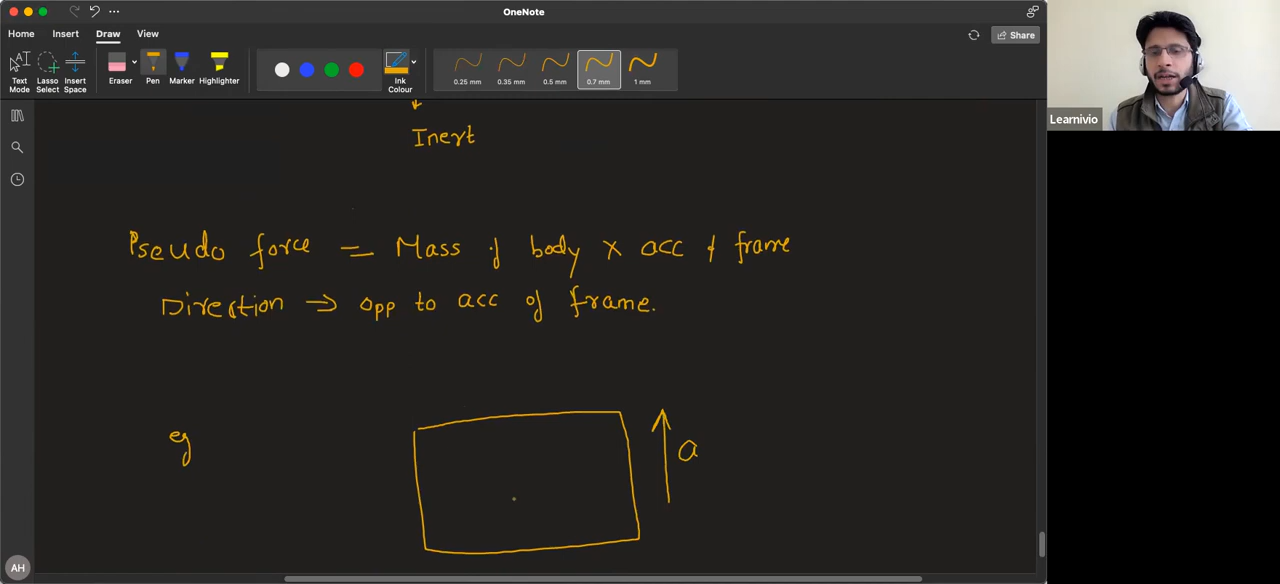 OneNote
Home Insert Draw View
Share
Text Mode
Lasso Select
Insert Space
Eraser
Pen
Marker
Highlighter
Ink Colour
0.25 mm
0.35 mm
0.5 mm
0.7 mm
1 mm
Learnivio
Inert
Pseudo force = Mass of body × acc of frame
Direction ⇒ opp to acc of frame.
eg
a
AH